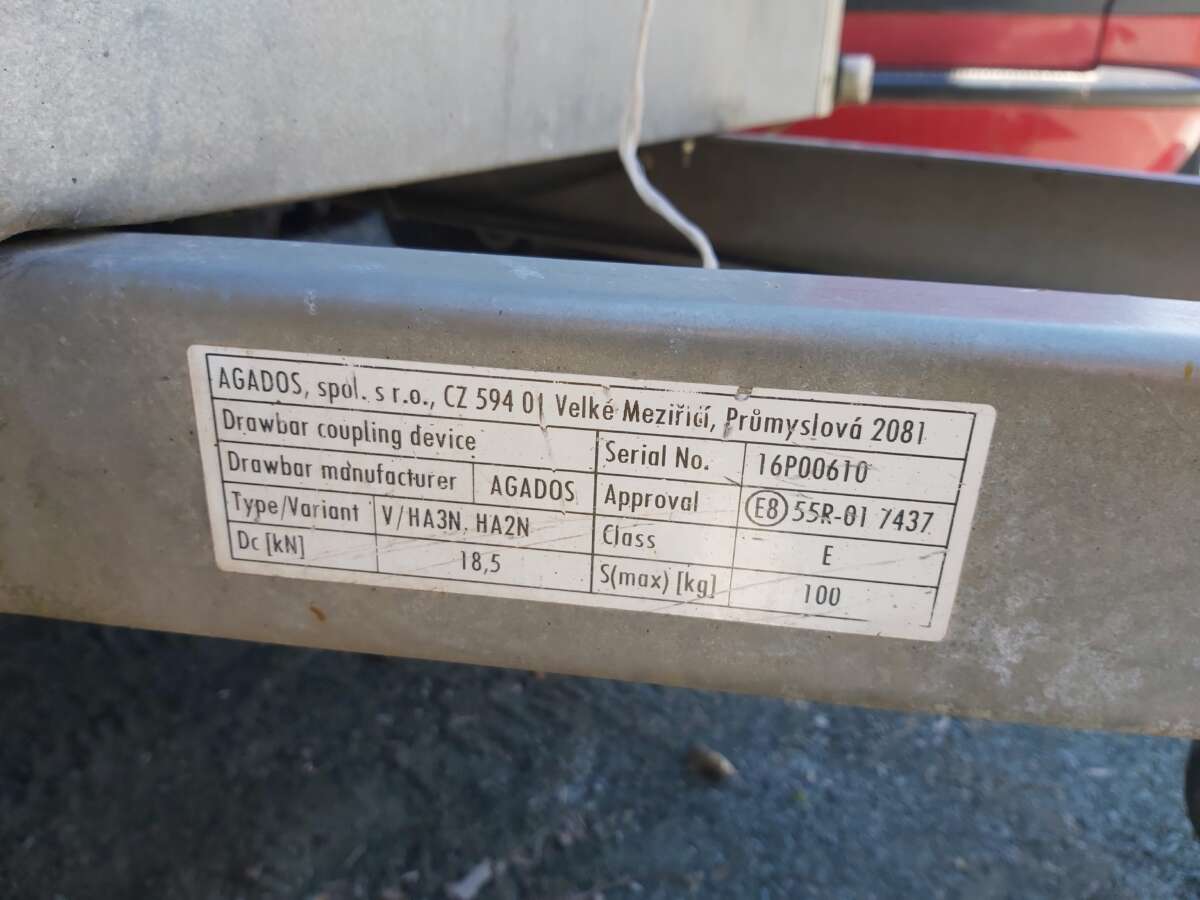 AGADOS, spol. s r.o., CZ 594 01 Velké Meziřící, Průmyslová 2081
Drawbar coupling device
Serial No. 16P00610
Drawbar manufacturer AGADOS
Approval E8 55R-01 7437
Type/Variant V/HA3N, HA2N
Class E
Dc [kN] 18,5
S(max) [kg] 100